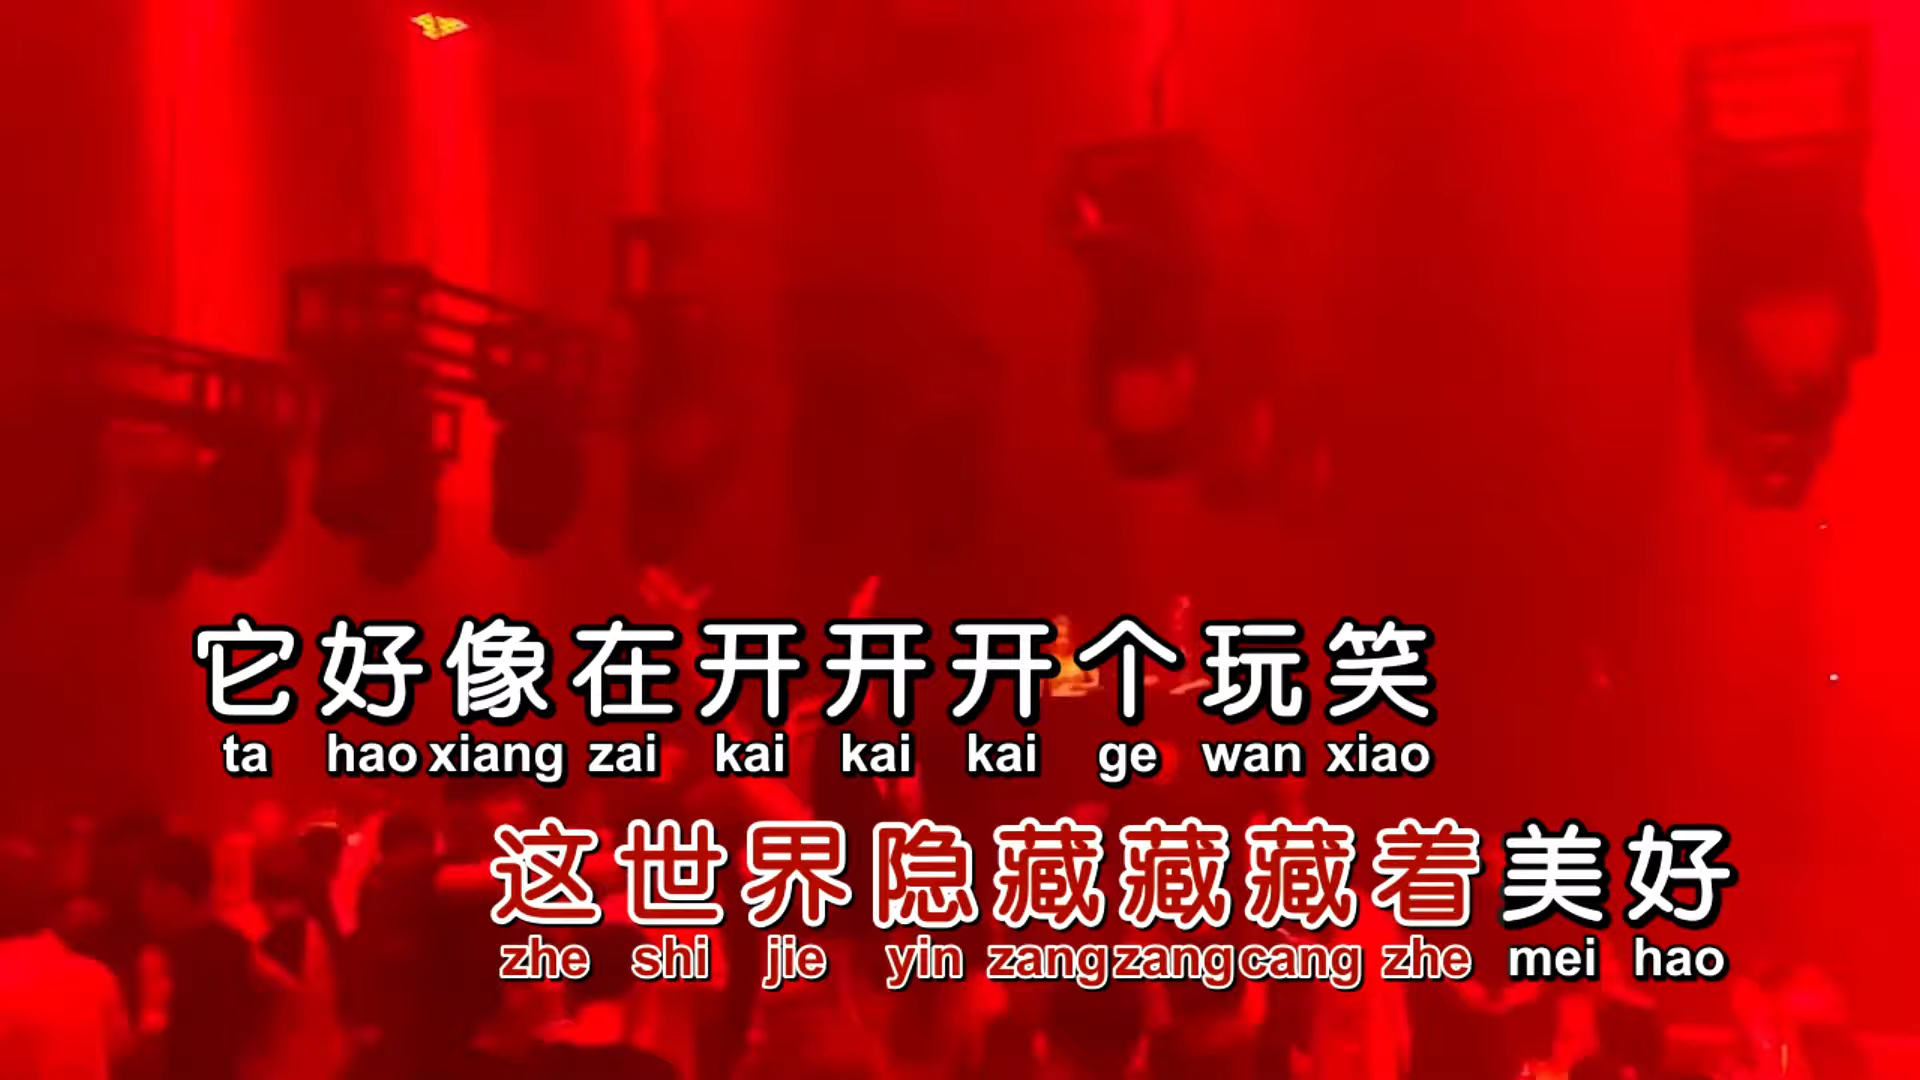 它好像在开开开个玩笑
ta hao xiang zai kai kai kai ge wan xiao
这世界隐藏藏藏着美好
zhe shi jie yin zang zang cang zhe mei hao